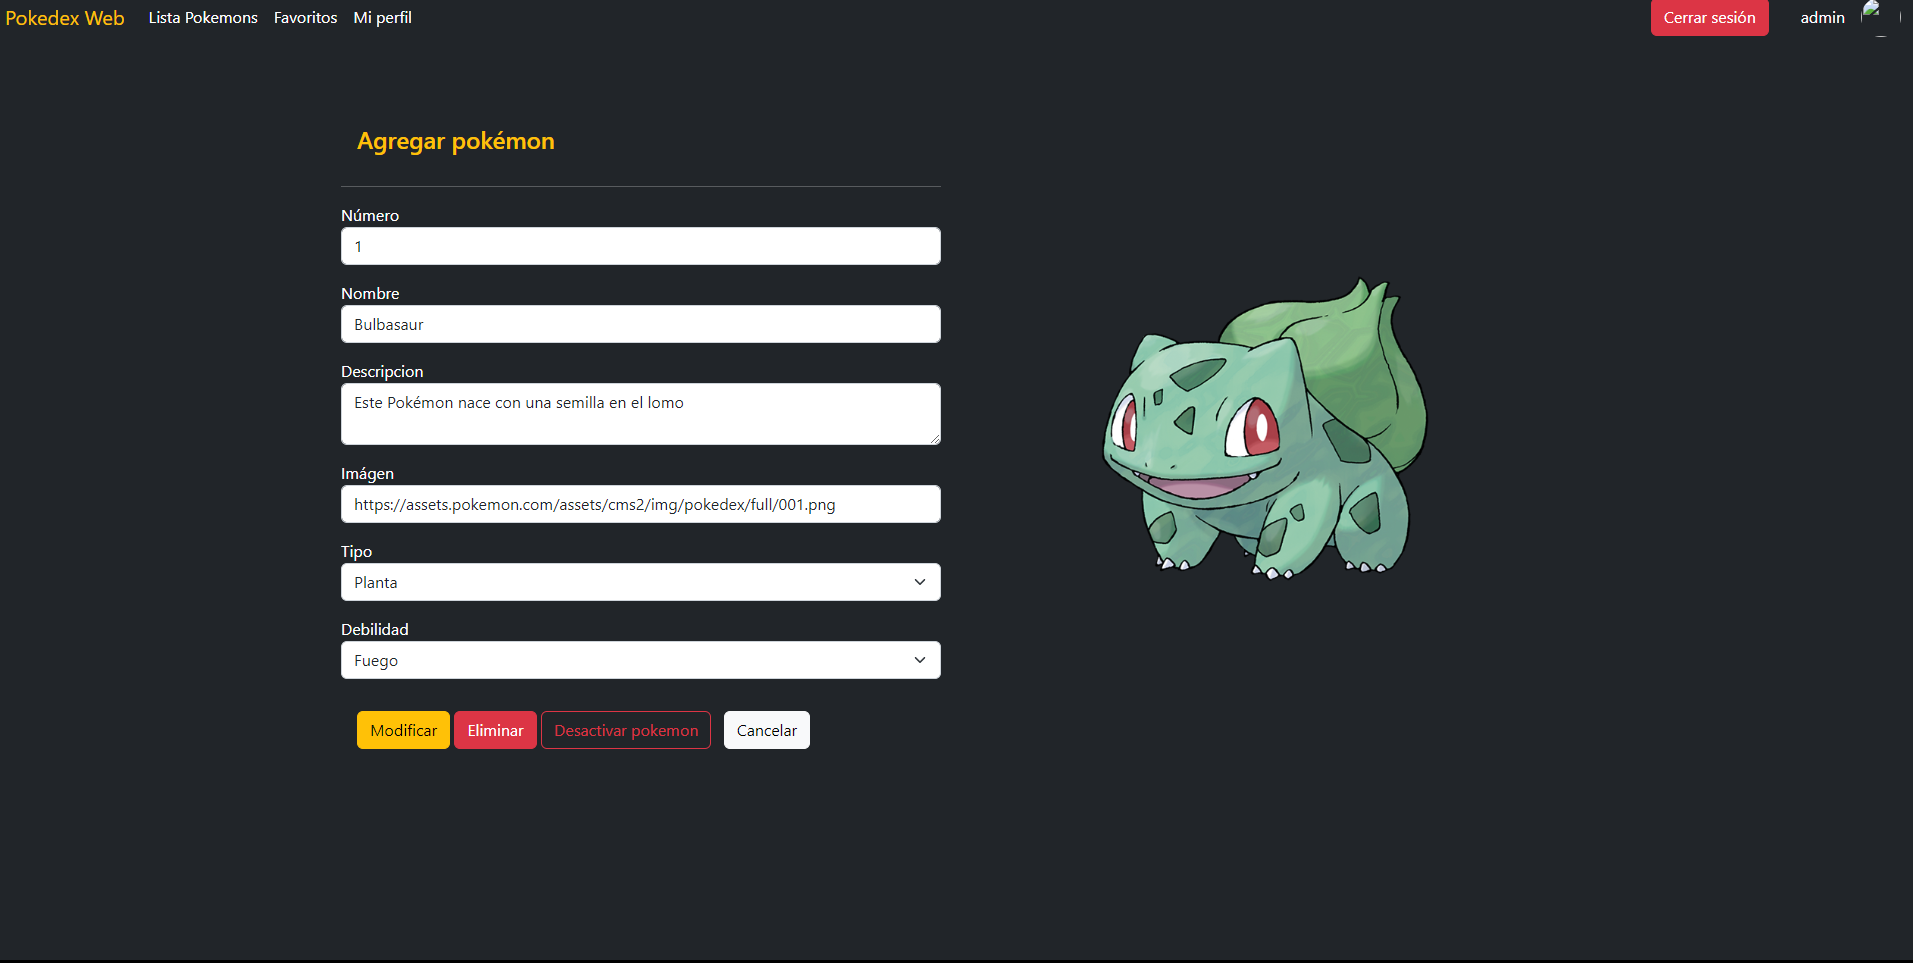 Pokedex Web Lista Pokemons Favoritos Mi perfil Cerrar sesión admin
Agregar pokémon
Número
1
Nombre
Bulbasaur
Descripcion
Este Pokémon nace con una semilla en el lomo
Imágen
https://assets.pokemon.com/assets/cms2/img/pokedex/full/001.png
Tipo
Planta
Debilidad
Fuego
Modificar Eliminar Desactivar pokemon Cancelar